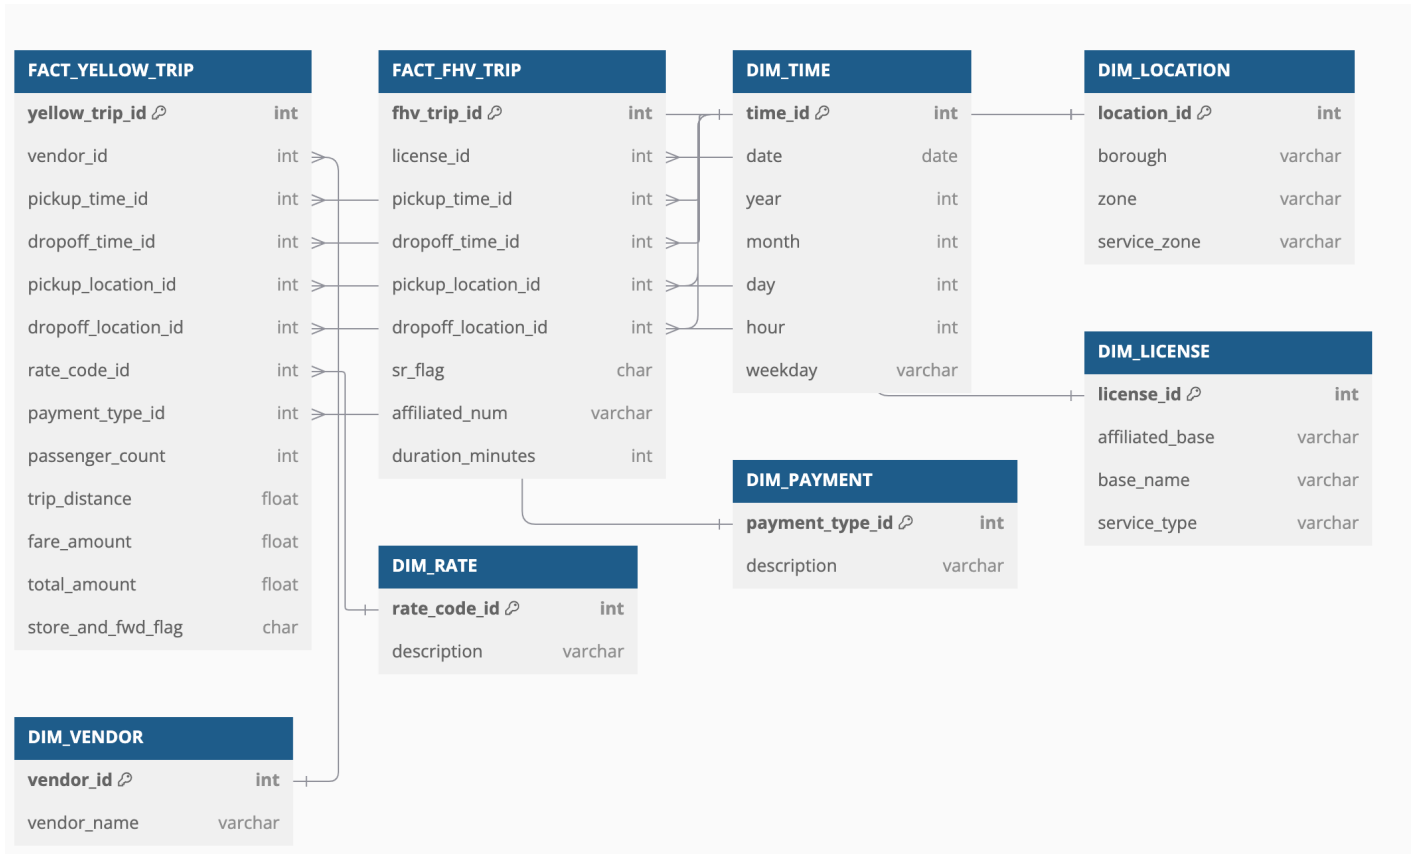 FACT_YELLOW_TRIP
yellow_trip_id int
vendor_id int
pickup_time_id int
dropoff_time_id int
pickup_location_id int
dropoff_location_id int
rate_code_id int
payment_type_id int
passenger_count int
trip_distance float
fare_amount float
total_amount float
store_and_fwd_flag char
FACT_FHV_TRIP
fhv_trip_id int
license_id int
pickup_time_id int
dropoff_time_id int
pickup_location_id int
dropoff_location_id int
sr_flag char
affiliated_num varchar
duration_minutes int
DIM_TIME
time_id int
date date
year int
month int
day int
hour int
weekday varchar
DIM_LOCATION
location_id int
borough varchar
zone varchar
service_zone varchar
DIM_LICENSE
license_id int
affiliated_base varchar
base_name varchar
service_type varchar
DIM_PAYMENT
payment_type_id int
description varchar
DIM_RATE
rate_code_id int
description varchar
DIM_VENDOR
vendor_id int
vendor_name varchar